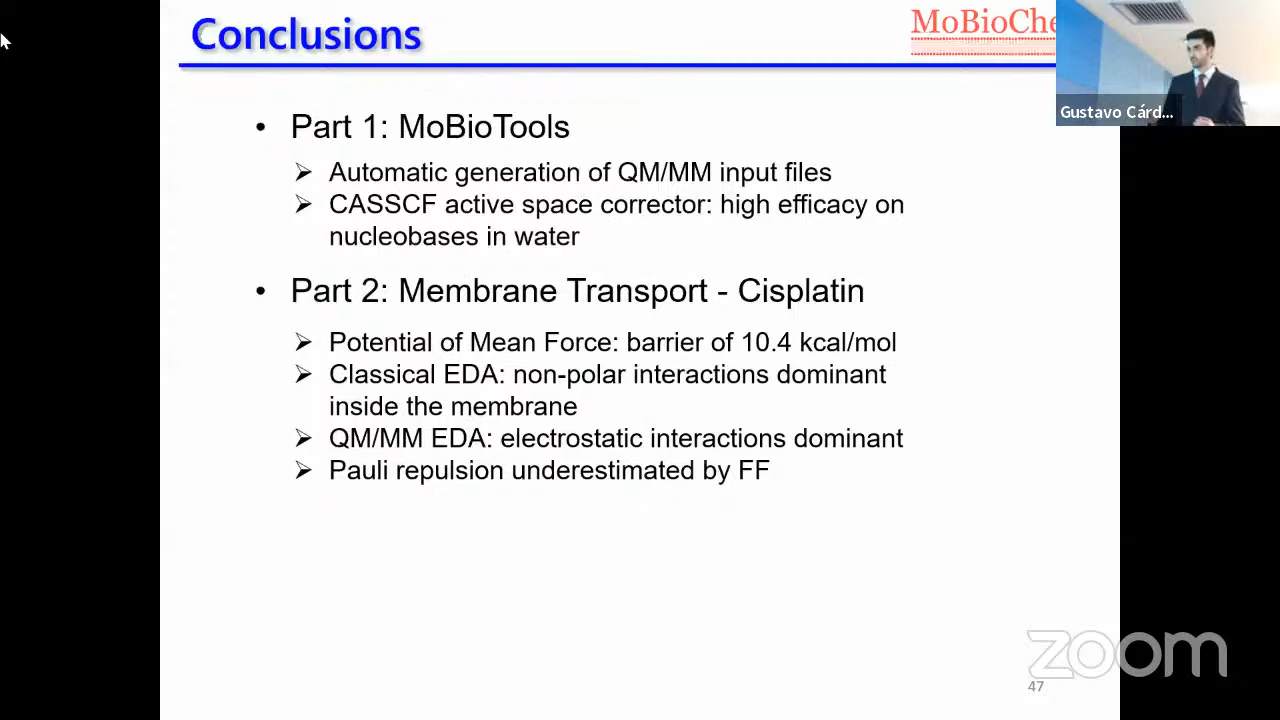 Conclusions
MoBioChe
Gustavo Cárd...
• Part 1: MoBioTools
➢ Automatic generation of QM/MM input files
➢ CASSCF active space corrector: high efficacy on
nucleobases in water
• Part 2: Membrane Transport - Cisplatin
➢ Potential of Mean Force: barrier of 10.4 kcal/mol
➢ Classical EDA: non-polar interactions dominant
inside the membrane
➢ QM/MM EDA: electrostatic interactions dominant
➢ Pauli repulsion underestimated by FF
zoom
47